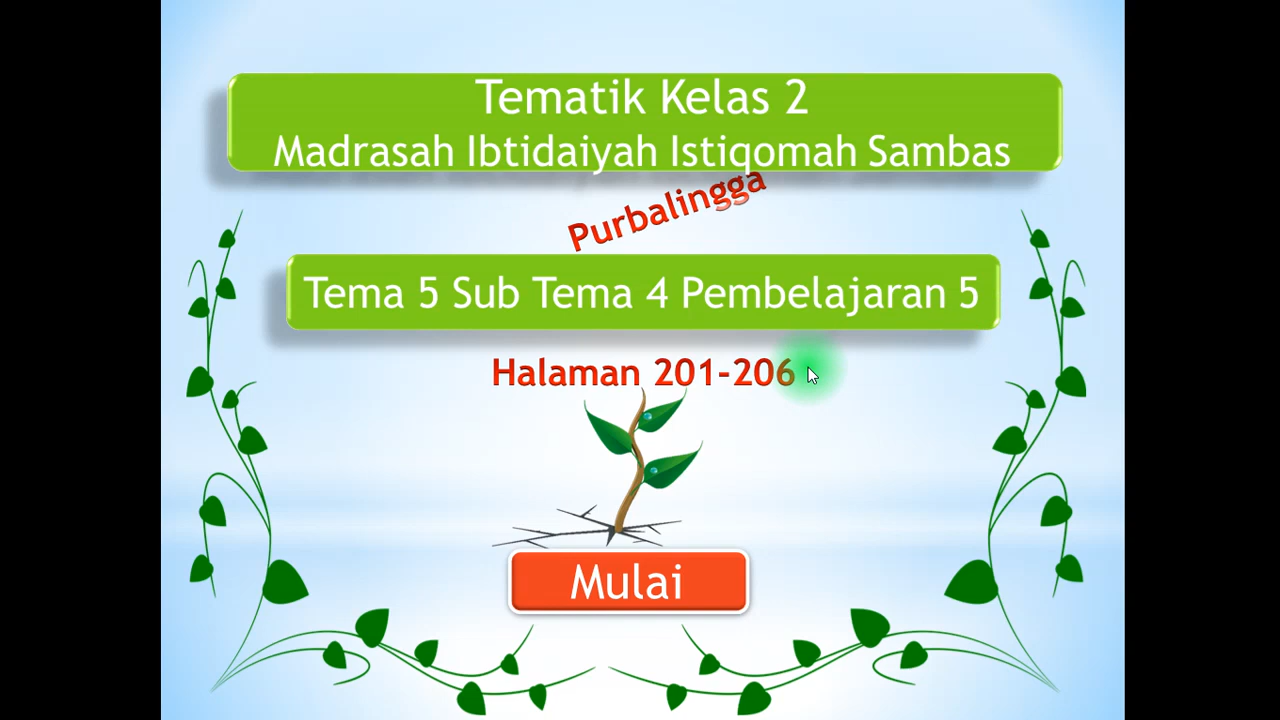 Tematik Kelas 2
Madrasah Ibtidaiyah Istiqomah Sambas
Purbalingga
Tema 5 Sub Tema 4 Pembelajaran 5
Halaman 201-206
Mulai